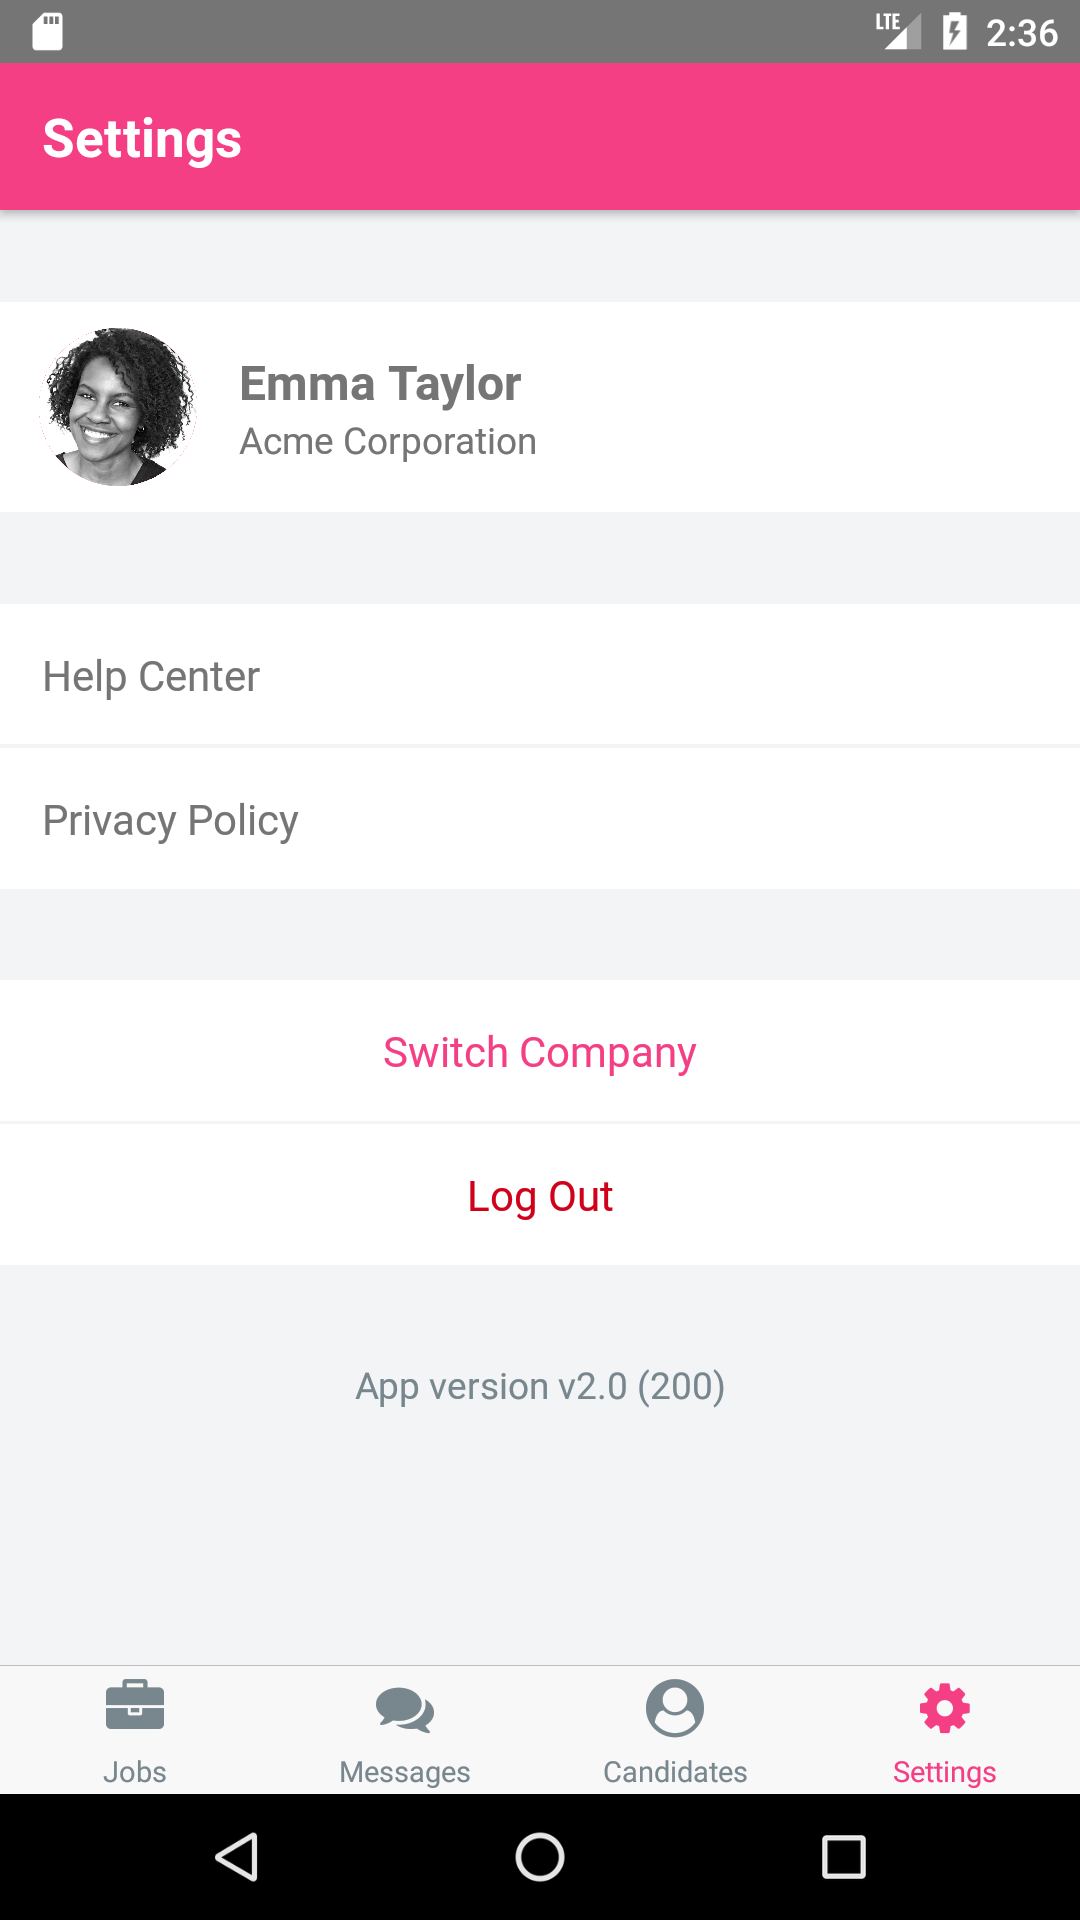 LTE 2:36
Settings
Emma Taylor
Acme Corporation
Help Center
Privacy Policy
Switch Company
Log Out
App version v2.0 (200)
Jobs Messages Candidates Settings